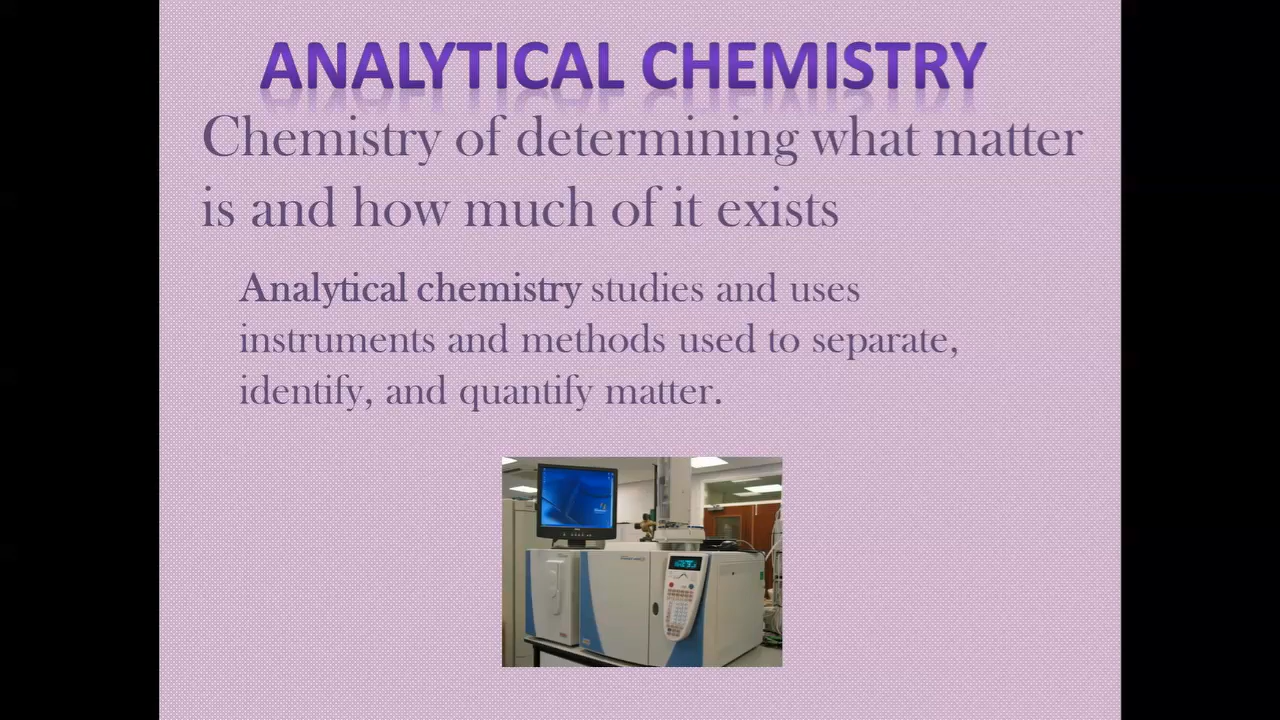 ANALYTICAL CHEMISTRY
Chemistry of determining what matter
is and how much of it exists
Analytical chemistry studies and uses
instruments and methods used to separate,
identify, and quantify matter.